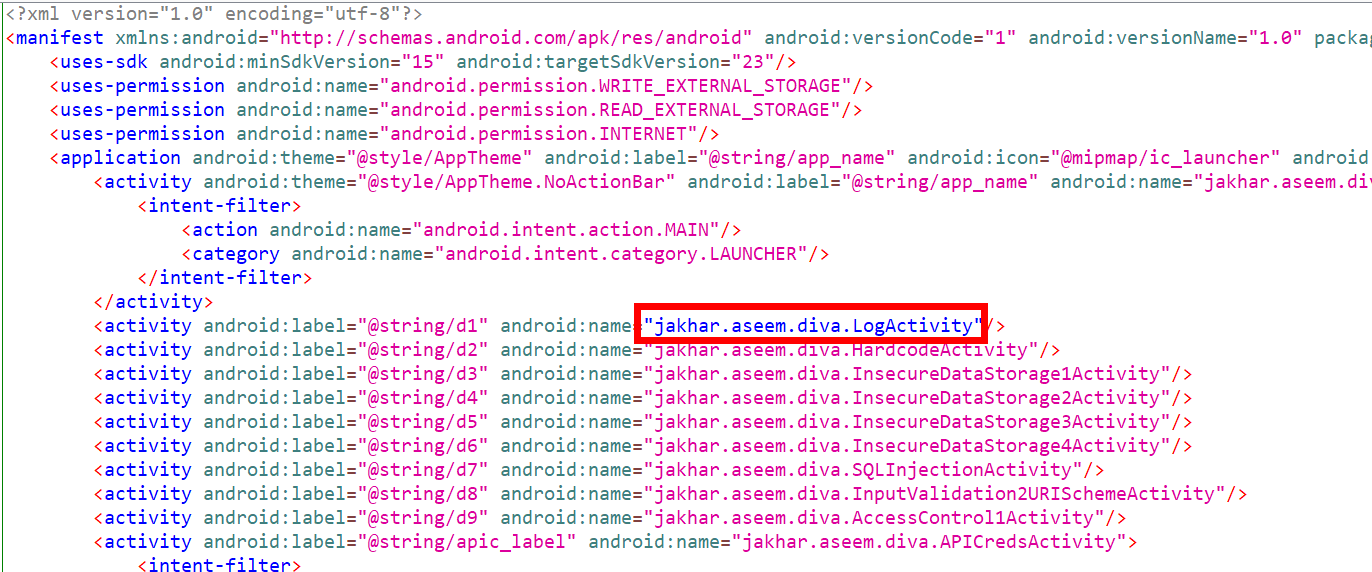 <?xml version="1.0" encoding="utf-8"?>
<manifest xmlns:android="http://schemas.android.com/apk/res/android" android:versionCode="1" android:versionName="1.0" packag
<uses-sdk android:minSdkVersion="15" android:targetSdkVersion="23"/>
<uses-permission android:name="android.permission.WRITE_EXTERNAL_STORAGE"/>
<uses-permission android:name="android.permission.READ_EXTERNAL_STORAGE"/>
<uses-permission android:name="android.permission.INTERNET"/>
<application android:theme="@style/AppTheme" android:label="@string/app_name" android:icon="@mipmap/ic_launcher" android
<activity android:theme="@style/AppTheme.NoActionBar" android:label="@string/app_name" android:name="jakhar.aseem.div
<intent-filter>
<action android:name="android.intent.action.MAIN"/>
<category android:name="android.intent.category.LAUNCHER"/>
</intent-filter>
</activity>
<activity android:label="@string/d1" android:name="jakhar.aseem.diva.LogActivity"/>
<activity android:label="@string/d2" android:name="jakhar.aseem.diva.HardcodeActivity"/>
<activity android:label="@string/d3" android:name="jakhar.aseem.diva.InsecureDataStorage1Activity"/>
<activity android:label="@string/d4" android:name="jakhar.aseem.diva.InsecureDataStorage2Activity"/>
<activity android:label="@string/d5" android:name="jakhar.aseem.diva.InsecureDataStorage3Activity"/>
<activity android:label="@string/d6" android:name="jakhar.aseem.diva.InsecureDataStorage4Activity"/>
<activity android:label="@string/d7" android:name="jakhar.aseem.diva.SQLInjectionActivity"/>
<activity android:label="@string/d8" android:name="jakhar.aseem.diva.InputValidation2URISchemeActivity"/>
<activity android:label="@string/d9" android:name="jakhar.aseem.diva.AccessControl1Activity"/>
<activity android:label="@string/apic_label" android:name="jakhar.aseem.diva.APICredsActivity">
<intent-filter>